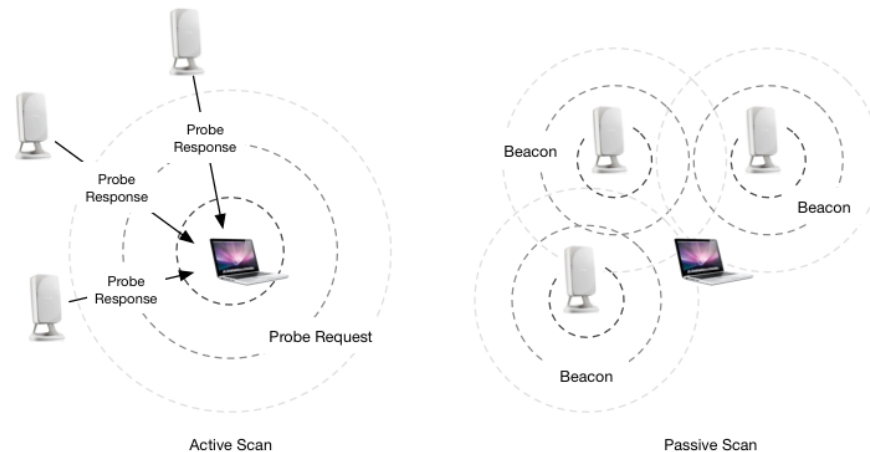 Probe
Response
Probe
Response
Probe
Response
Probe Request
Active Scan
Beacon
Beacon
Beacon
Passive Scan